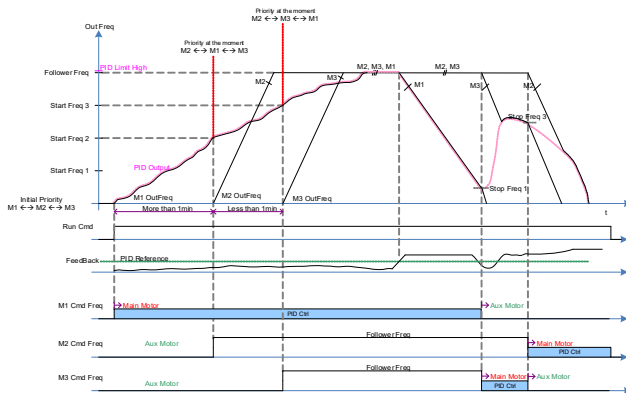 Priority at the moment
M2 ←→ M3 ←→ M1
Out Freq
Priority at the moment
M2 ←→ M1 ←→ M3
PID Limit High
M2, M3, M1
M2, M3
Follower Freq
M2
M3
M1
M3
M2
Start Freq 3
Stop Freq 3
Start Freq 2
PID Output
Start Freq 1
Stop Freq 1
Initial Priority
M1 ←→ M2 ←→ M3
M1 OutFreq
M2 OutFreq
M3 OutFreq
More than 1min
Less than 1min
t
Run Cmd
FeedBack
PID Reference
M1 Cmd Freq
Main Motor
Aux Motor
PID Ctrl
M2 Cmd Freq
Aux Motor
Follower Freq
Main Motor
PID Ctrl
M3 Cmd Freq
Aux Motor
Follower Freq
Main Motor
Aux Motor
PID Ctrl